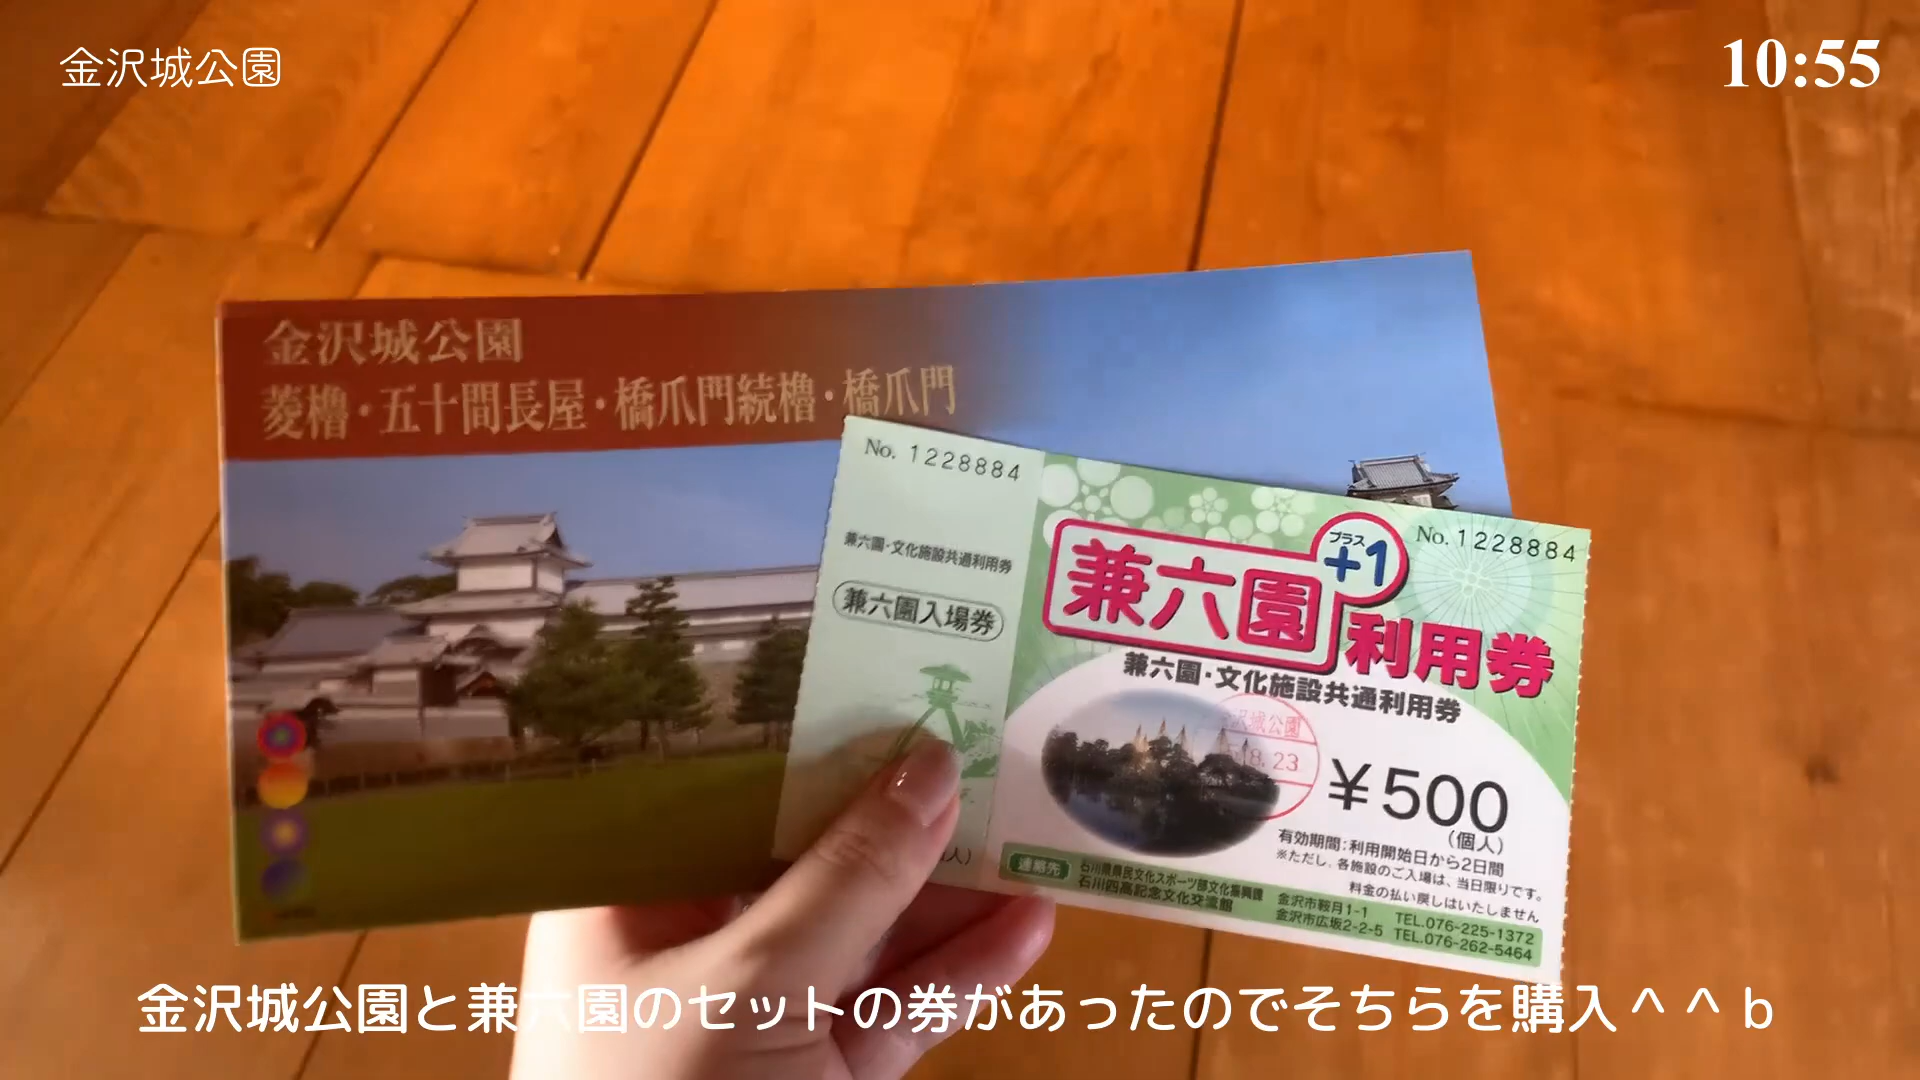 金沢城公園
10:55
金沢城公園
菱櫓・五十間長屋・橋爪門続櫓・橋爪門
No. 1228884
兼六園・文化施設共通利用券
兼六園入場券
人)
No. 1228884
兼六園
プラス
+1
利用券
兼六園・文化施設共通利用券
沢城公園
8.23
¥500
(個人)
有効期間:利用開始日から2日間
※ただし、各施設のご入場は、当日限りです。
料金の払い戻しはいたしません
連絡先
石川県県民文化スポーツ部文化振興課 金沢市鞍月1-1 TEL.076-225-1372
石川四高記念文化交流館 金沢市広坂2-2-5 TEL.076-262-5464
金沢城公園と兼六園のセットの券があったのでそちらを購入^^b